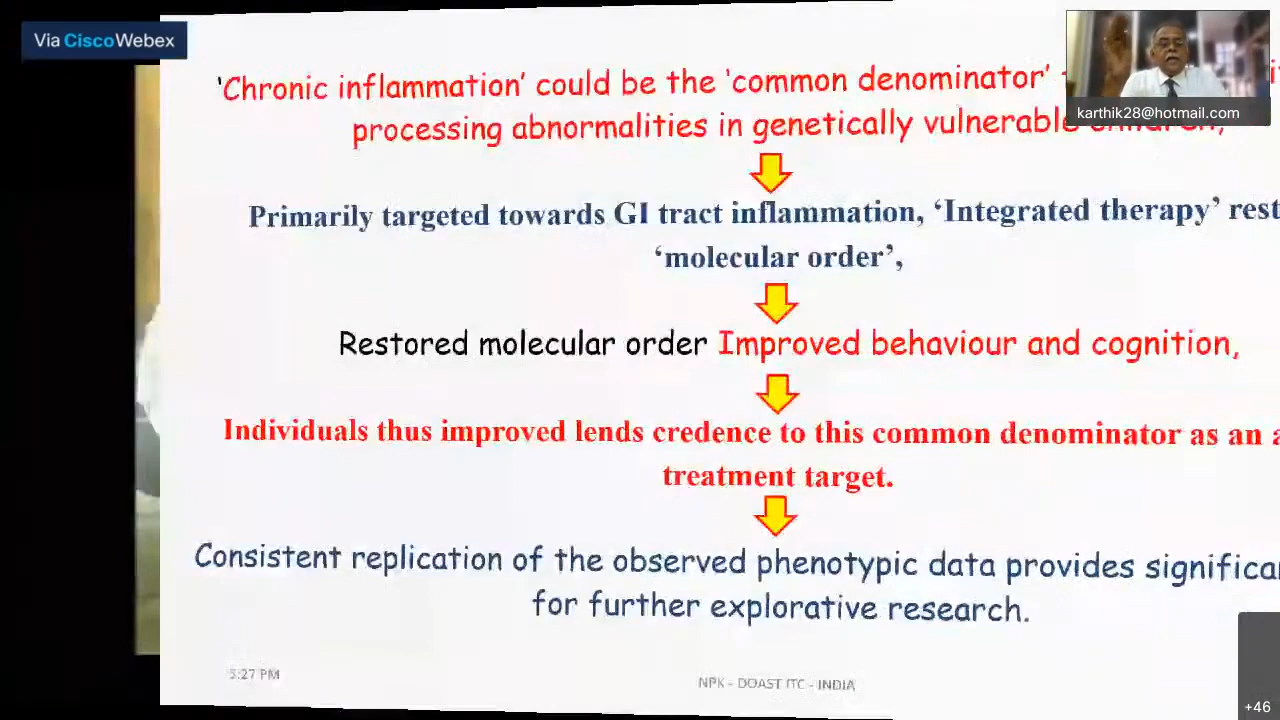 Via CiscoWebex
karthik28@hotmail.com
‘Chronic inflammation’ could be the ‘common denominator’
processing abnormalities in genetically vulnerable children,
Primarily targeted towards GI tract inflammation, ‘Integrated therapy’ rest
‘molecular order’,
Restored molecular order Improved behaviour and cognition,
Individuals thus improved lends credence to this common denominator as an a
treatment target.
Consistent replication of the observed phenotypic data provides significa
for further explorative research.
5:27 PM
NPK - DOAST ITC - INDIA
+46